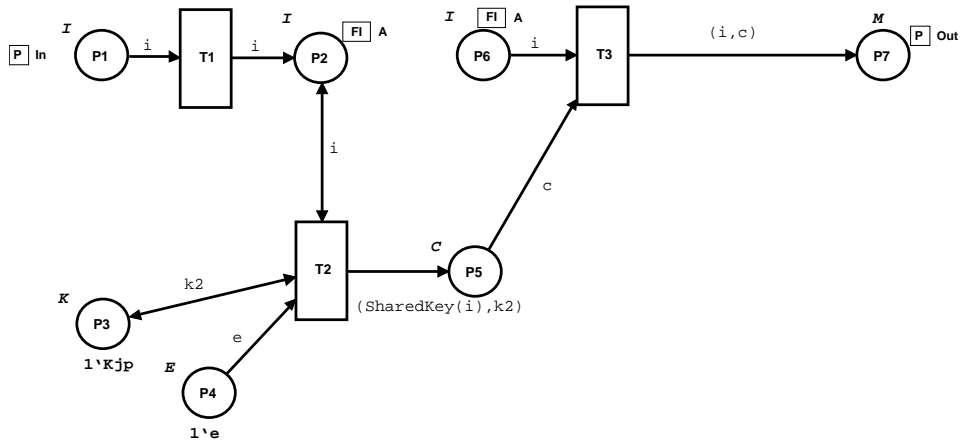 I
I
FI A
I
FI A
M
P In
P1
i
T1
i
P2
P6
i
T3
(i,c)
P7
P Out
i
c
C
T2
P5
k2
(SharedKey(i),k2)
K
P3
e
1‘Kjp
E
P4
1‘e